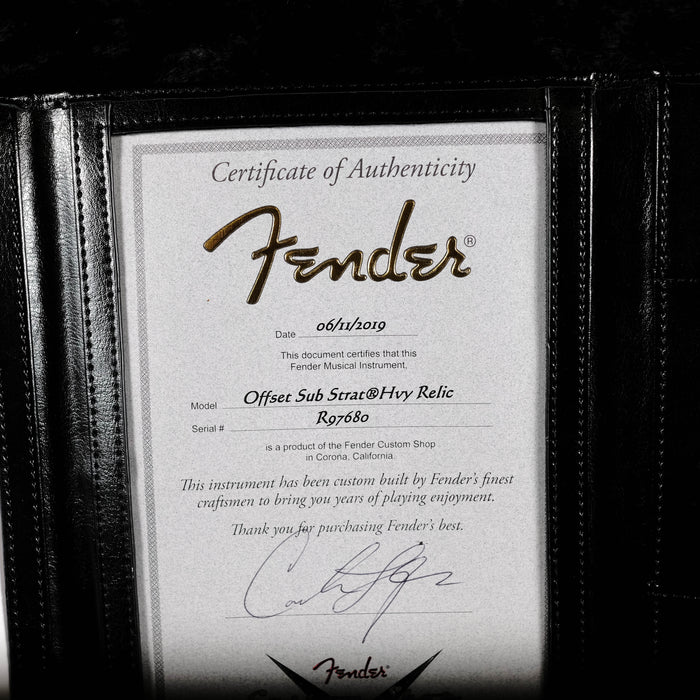 Certificate of Authenticity
Fender®
Date 06/11/2019
This document certifies that this
Fender Musical Instrument,
Model Offset Sub Strat®Hvy Relic
Serial # R97680
is a product of the Fender Custom Shop
in Corona, California.
This instrument has been custom built by Fender's finest
craftsmen to bring you years of playing enjoyment.
Thank you for purchasing Fender's best.
Fender